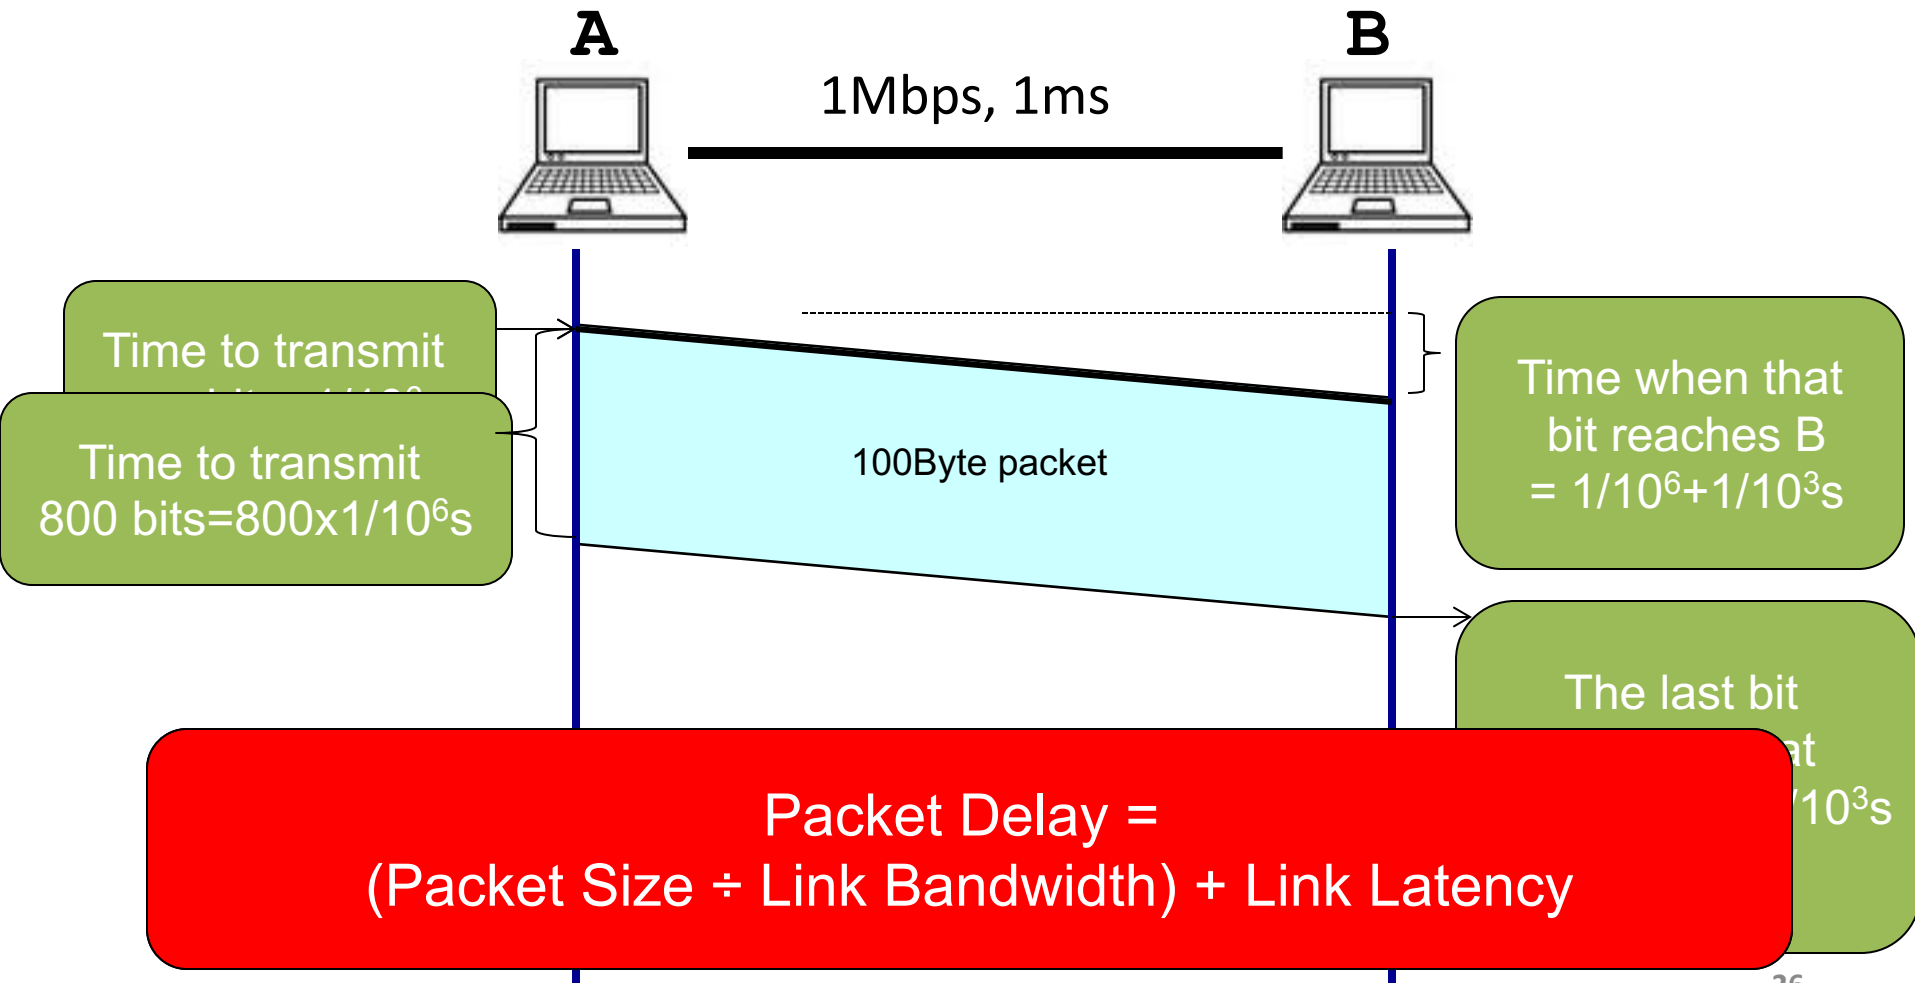 A
B
1Mbps, 1ms
Time to transmit
Time to transmit
800 bits=800x1/10⁶s
100Byte packet
Time when that
bit reaches B
= 1/10⁶+1/10³s
The last bit
at
/10³s
Packet Delay =
(Packet Size ÷ Link Bandwidth) + Link Latency